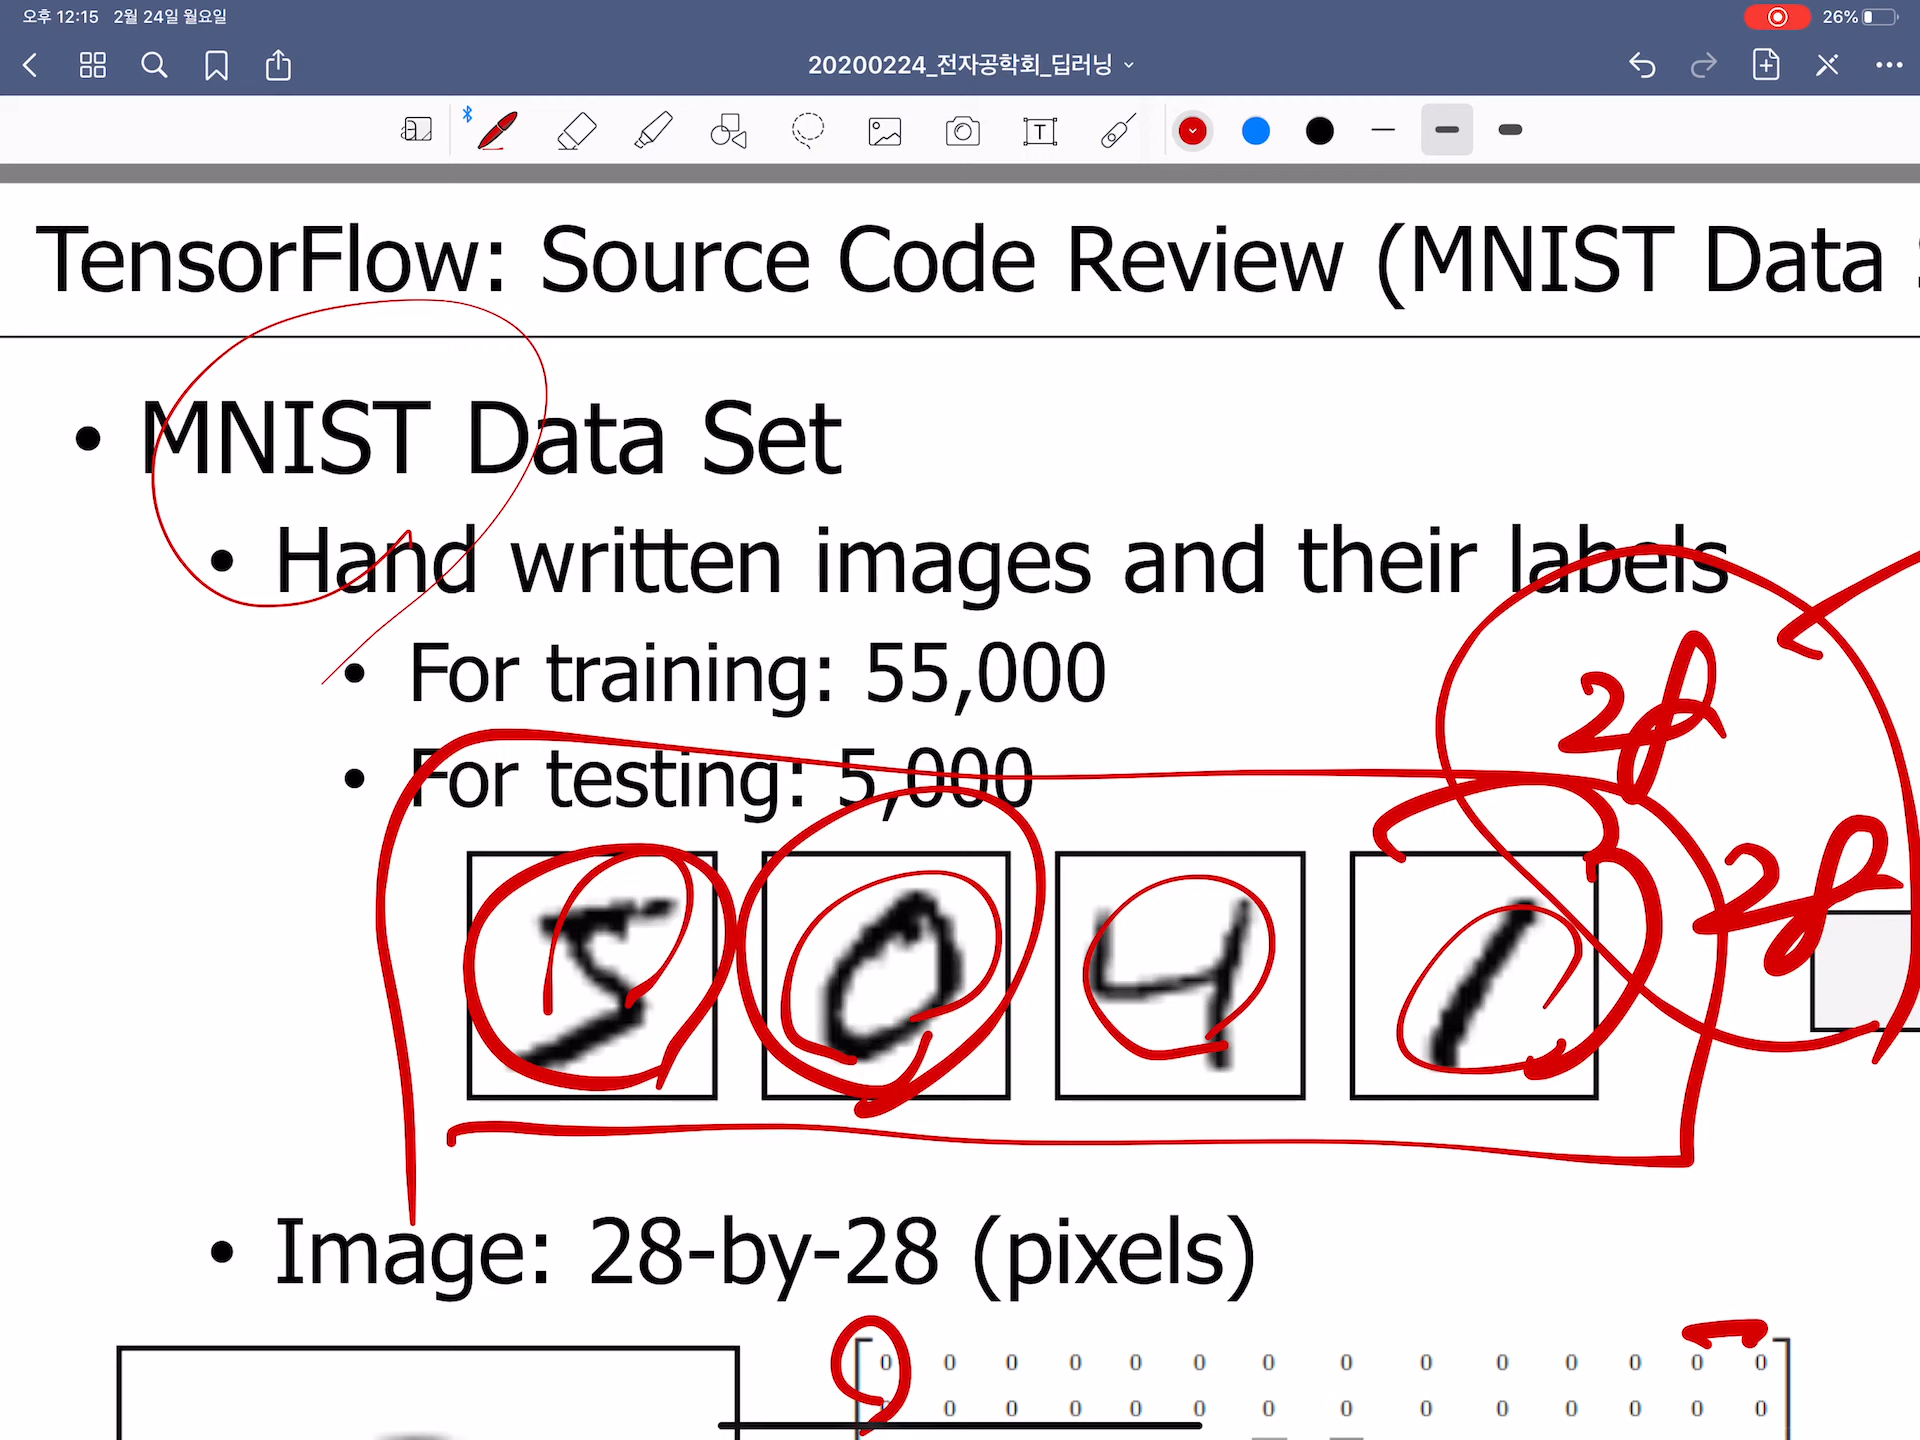 오후 12:15 2월 24일 월요일
26%
20200224_전자공학회_딥러닝
TensorFlow: Source Code Review (MNIST Data
• MNIST Data Set
• Hand written images and their labels
• For training: 55,000
28
• For testing: 5,000
28
5 0 4 1
• Image: 28-by-28 (pixels)
0 0 0 0 0 0 0 0 0 0 0 0 0 0
0 0 0 0 0 0 0 0 0 0 0 0 0